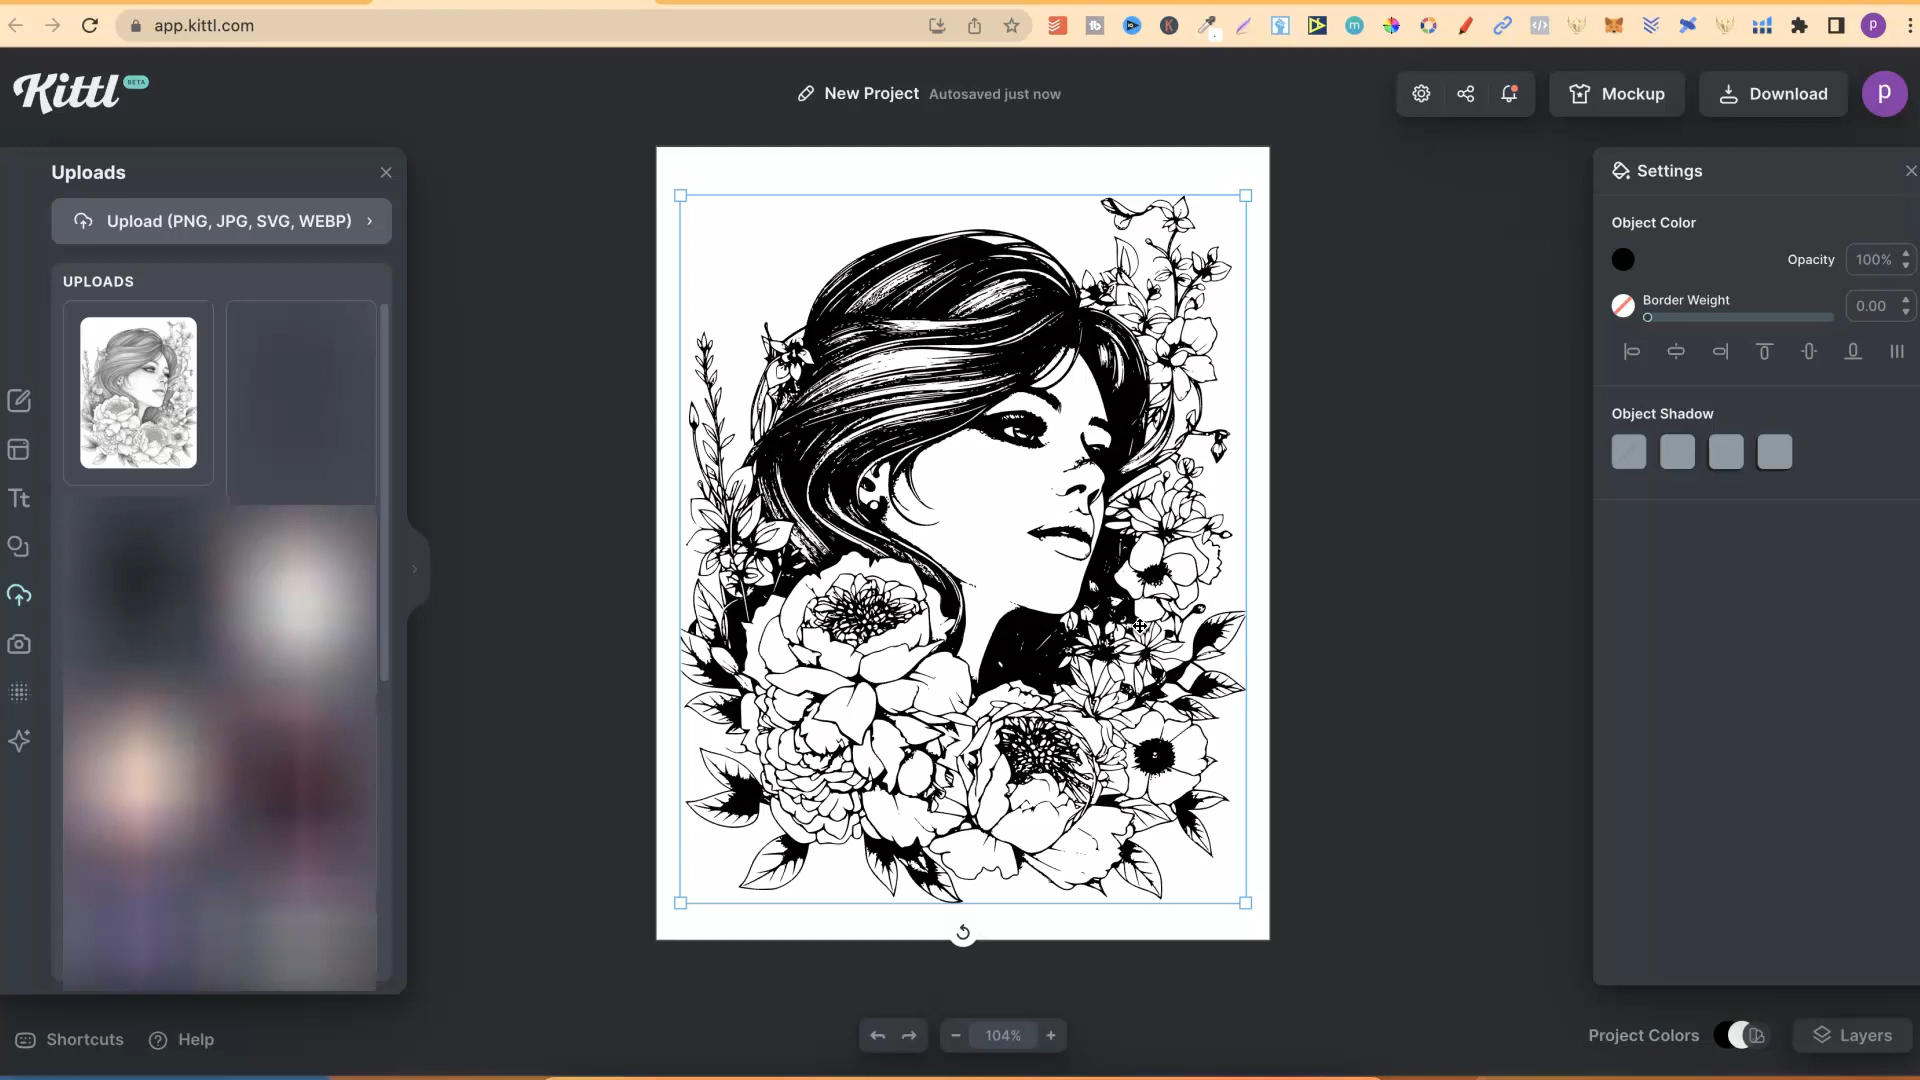 app.kittl.com
Kittl BETA
New Project Autosaved just now
Mockup
Download
p
Uploads
Upload (PNG, JPG, SVG, WEBP)
UPLOADS
Settings
Object Color
Opacity 100%
Border Weight
0.00
Object Shadow
Shortcuts
Help
104%
Project Colors
Layers